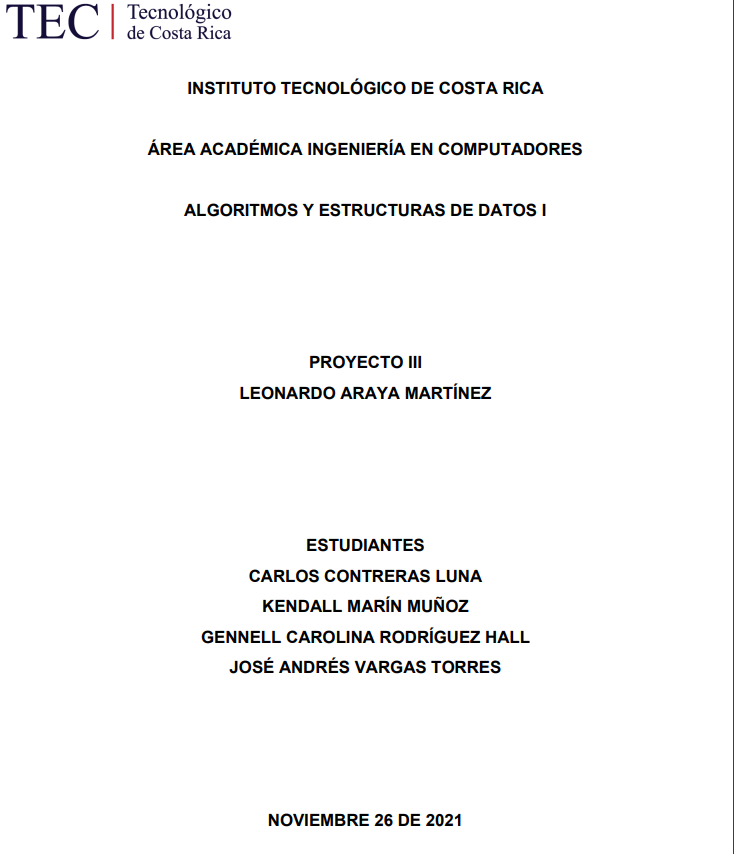 TEC | Tecnológico
de Costa Rica
INSTITUTO TECNOLÓGICO DE COSTA RICA
ÁREA ACADÉMICA INGENIERÍA EN COMPUTADORES
ALGORITMOS Y ESTRUCTURAS DE DATOS I
PROYECTO III
LEONARDO ARAYA MARTÍNEZ
ESTUDIANTES
CARLOS CONTRERAS LUNA
KENDALL MARÍN MUÑOZ
GENNELL CAROLINA RODRÍGUEZ HALL
JOSÉ ANDRÉS VARGAS TORRES
NOVIEMBRE 26 DE 2021